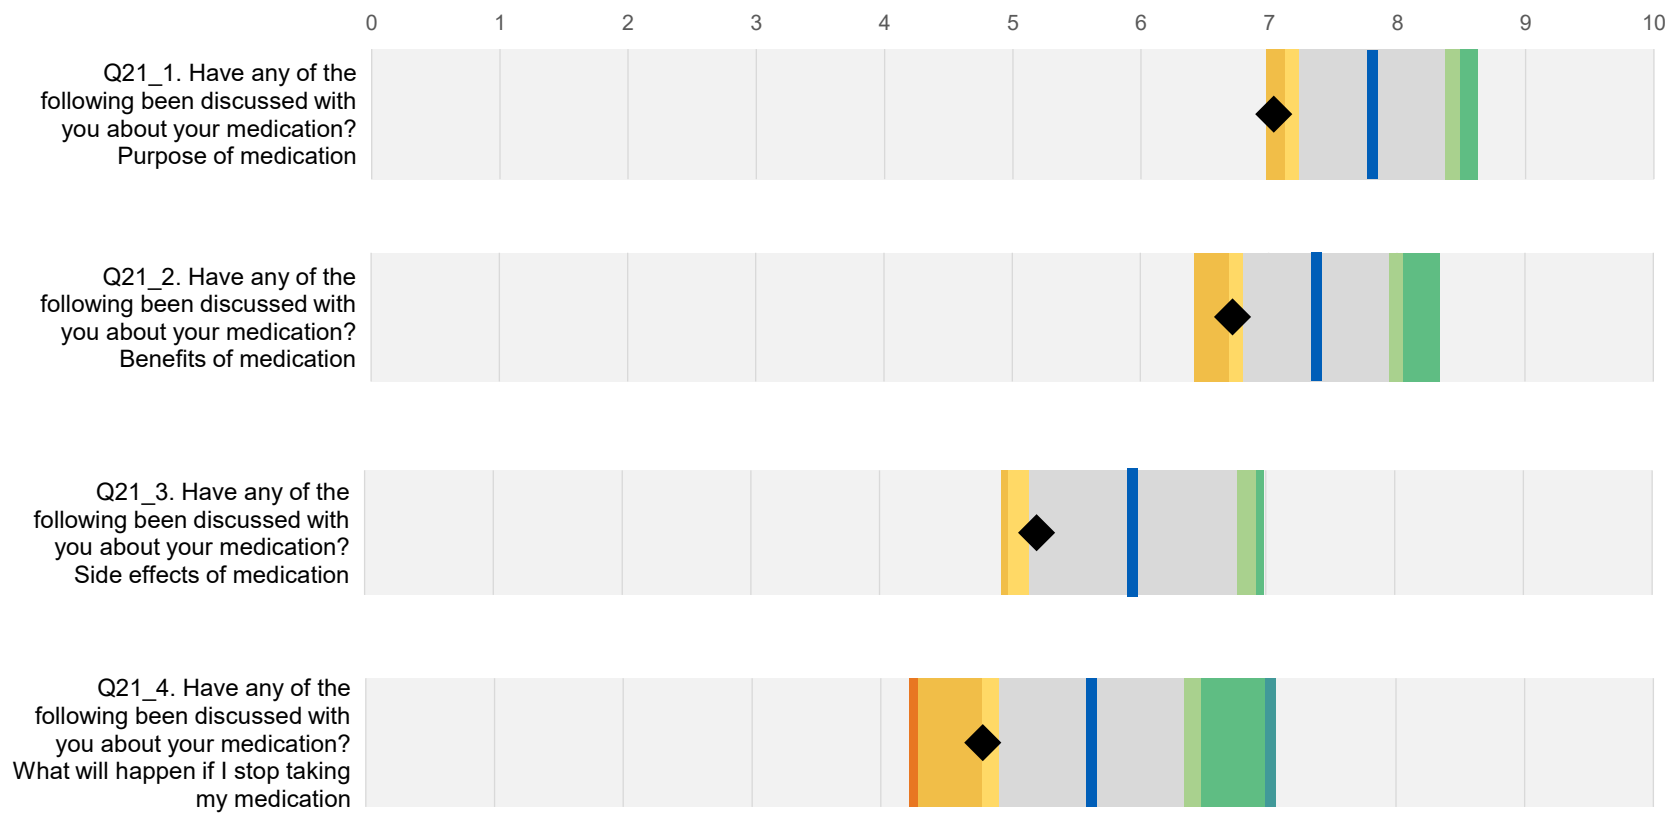 0 1 2 3 4 5 6 7 8 9 10
Q21_1. Have any of the
following been discussed with
you about your medication?
Purpose of medication
Q21_2. Have any of the
following been discussed with
you about your medication?
Benefits of medication
Q21_3. Have any of the
following been discussed with
you about your medication?
Side effects of medication
Q21_4. Have any of the
following been discussed with
you about your medication?
What will happen if I stop taking
my medication